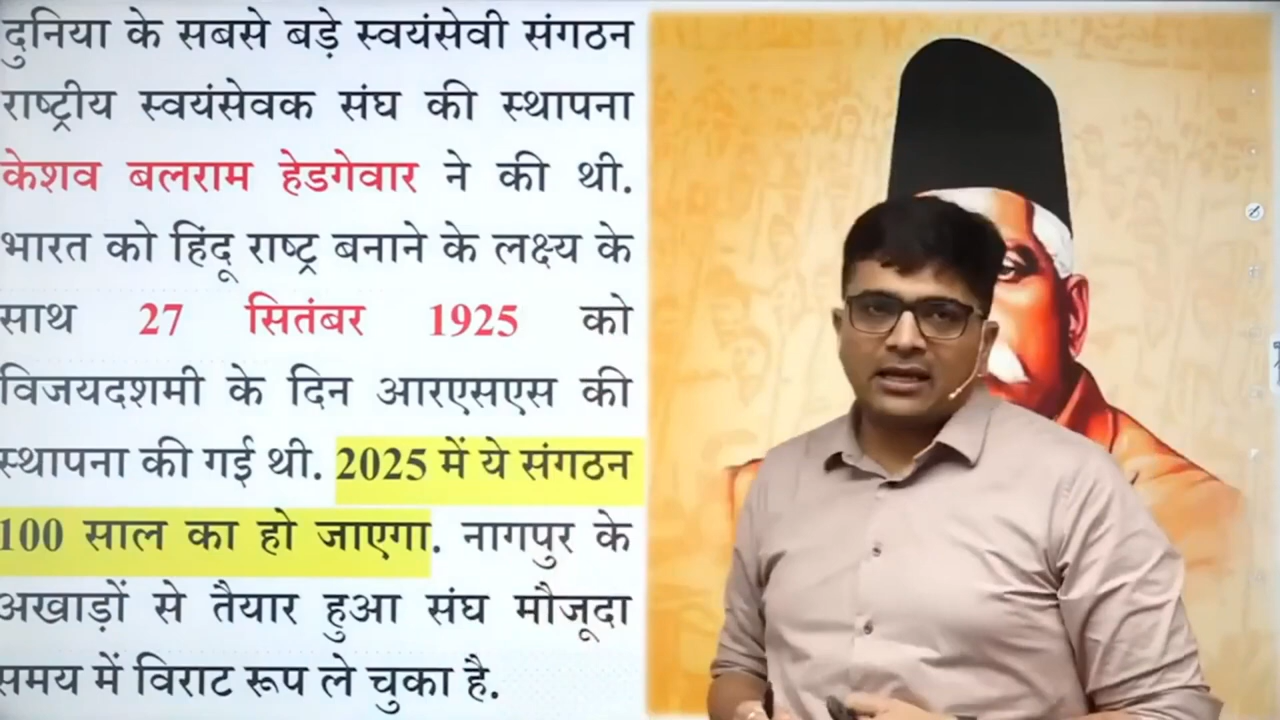 दुनिया के सबसे बड़े स्वयंसेवी संगठन
राष्ट्रीय स्वयंसेवक संघ की स्थापना
केशव बलराम हेडगेवार ने की थी.
भारत को हिंदू राष्ट्र बनाने के लक्ष्य के
साथ 27 सितंबर 1925 को
विजयदशमी के दिन आरएसएस की
स्थापना की गई थी. 2025 में ये संगठन
100 साल का हो जाएगा. नागपुर के
अखाड़ों से तैयार हुआ संघ मौजूदा
समय में विराट रूप ले चुका है.